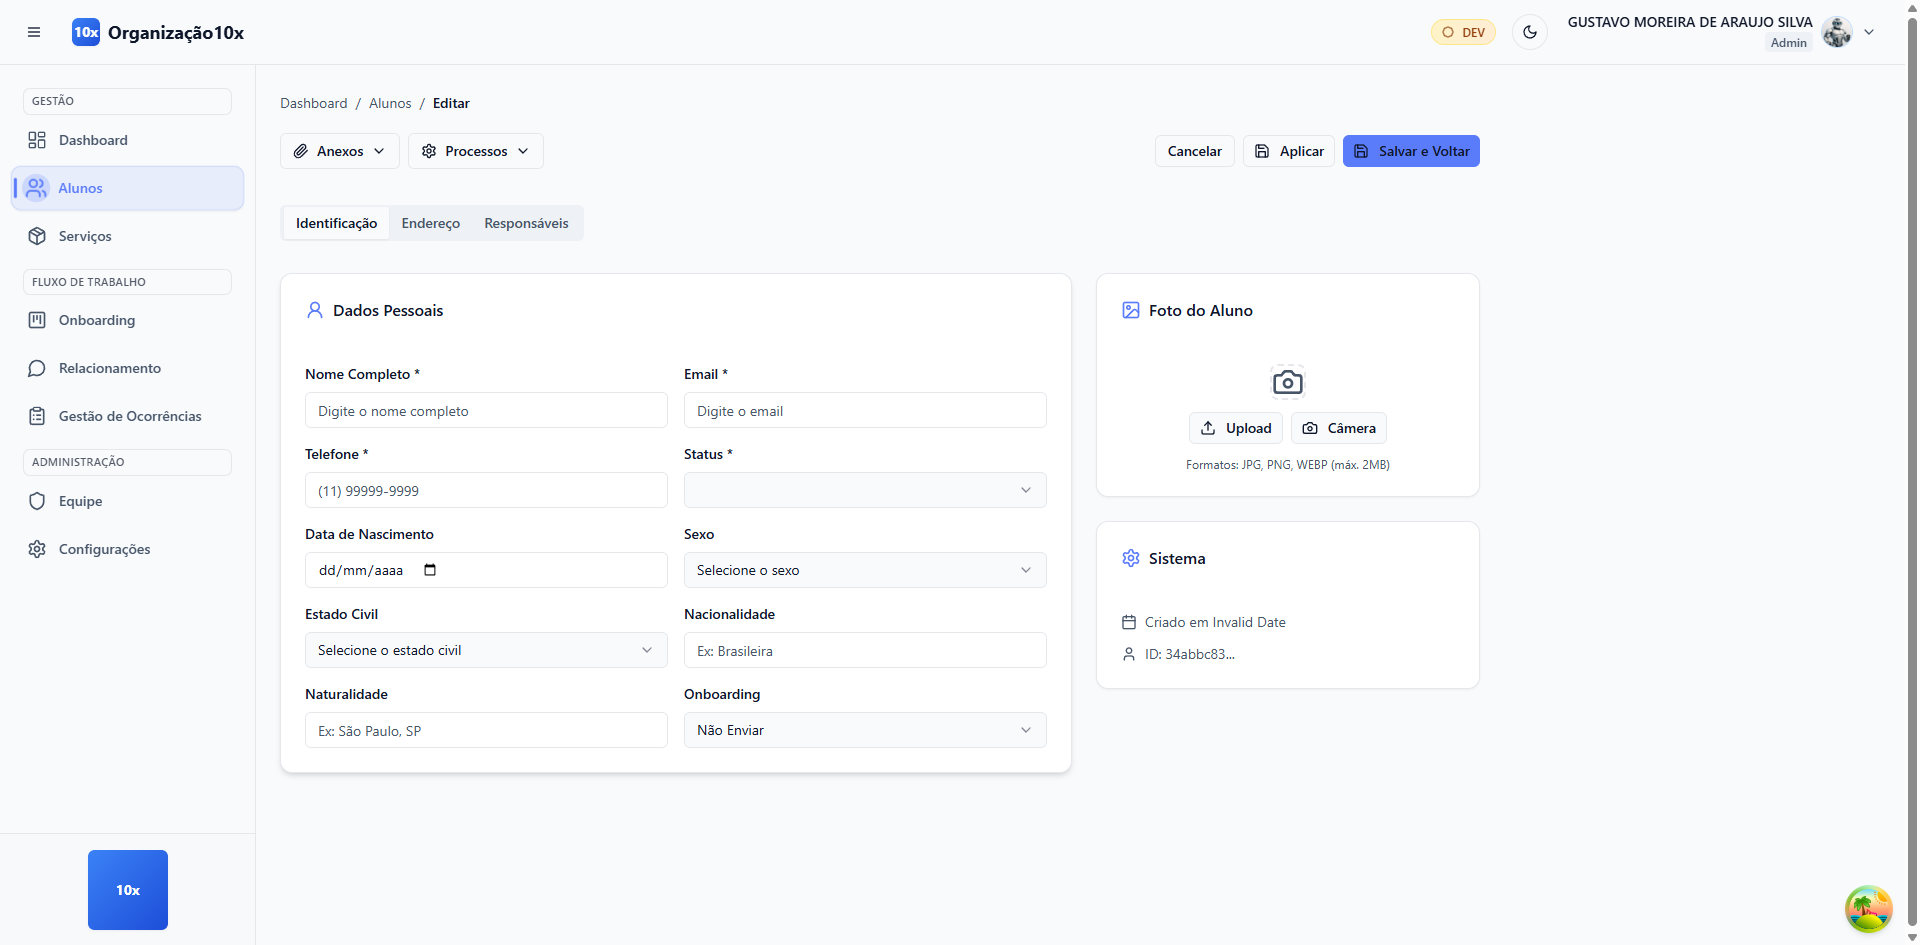 10x Organização10x
DEV
GUSTAVO MOREIRA DE ARAUJO SILVA
Admin
GESTÃO
Dashboard
Alunos
Serviços
FLUXO DE TRABALHO
Onboarding
Relacionamento
Gestão de Ocorrências
ADMINISTRAÇÃO
Equipe
Configurações
10x
Dashboard / Alunos / Editar
Anexos
Processos
Cancelar
Aplicar
Salvar e Voltar
Identificação
Endereço
Responsáveis
Dados Pessoais
Nome Completo *
Digite o nome completo
Email *
Digite o email
Telefone *
(11) 99999-9999
Status *
Data de Nascimento
dd/mm/aaaa
Sexo
Selecione o sexo
Estado Civil
Selecione o estado civil
Nacionalidade
Ex: Brasileira
Naturalidade
Ex: São Paulo, SP
Onboarding
Não Enviar
Foto do Aluno
Upload
Câmera
Formatos: JPG, PNG, WEBP (máx. 2MB)
Sistema
Criado em Invalid Date
ID: 34abbc83...